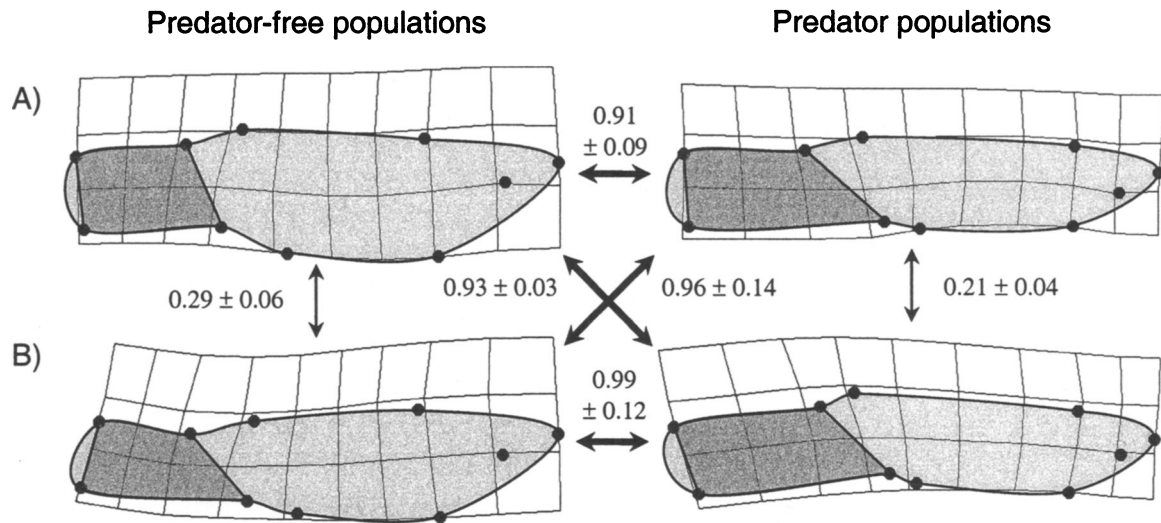 Predator-free populations
Predator populations
A)
0.91
± 0.09
0.29 ± 0.06
0.93 ± 0.03
0.96 ± 0.14
0.21 ± 0.04
B)
0.99
± 0.12